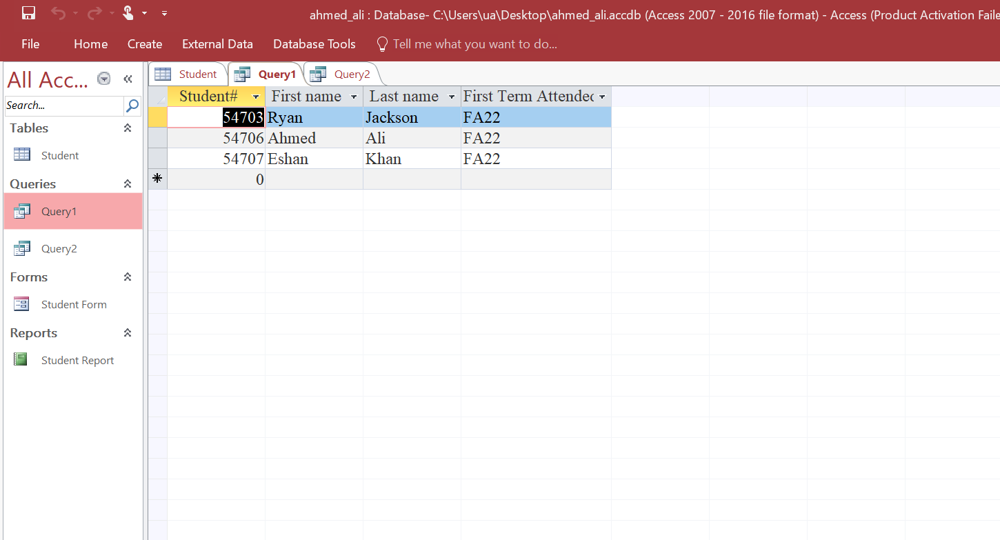 ahmed_ali : Database- C:\Users\ua\Desktop\ahmed_ali.accdb (Access 2007 - 2016 file format) - Access (Product Activation Faile
File Home Create External Data Database Tools Tell me what you want to do...
All Acc...
Search...
Tables
Student
Queries
Query1
Query2
Forms
Student Form
Reports
Student Report
Student Query1 Query2
Student# First name Last name First Term Attended
54703 Ryan Jackson FA22
54706 Ahmed Ali FA22
54707 Eshan Khan FA22
0